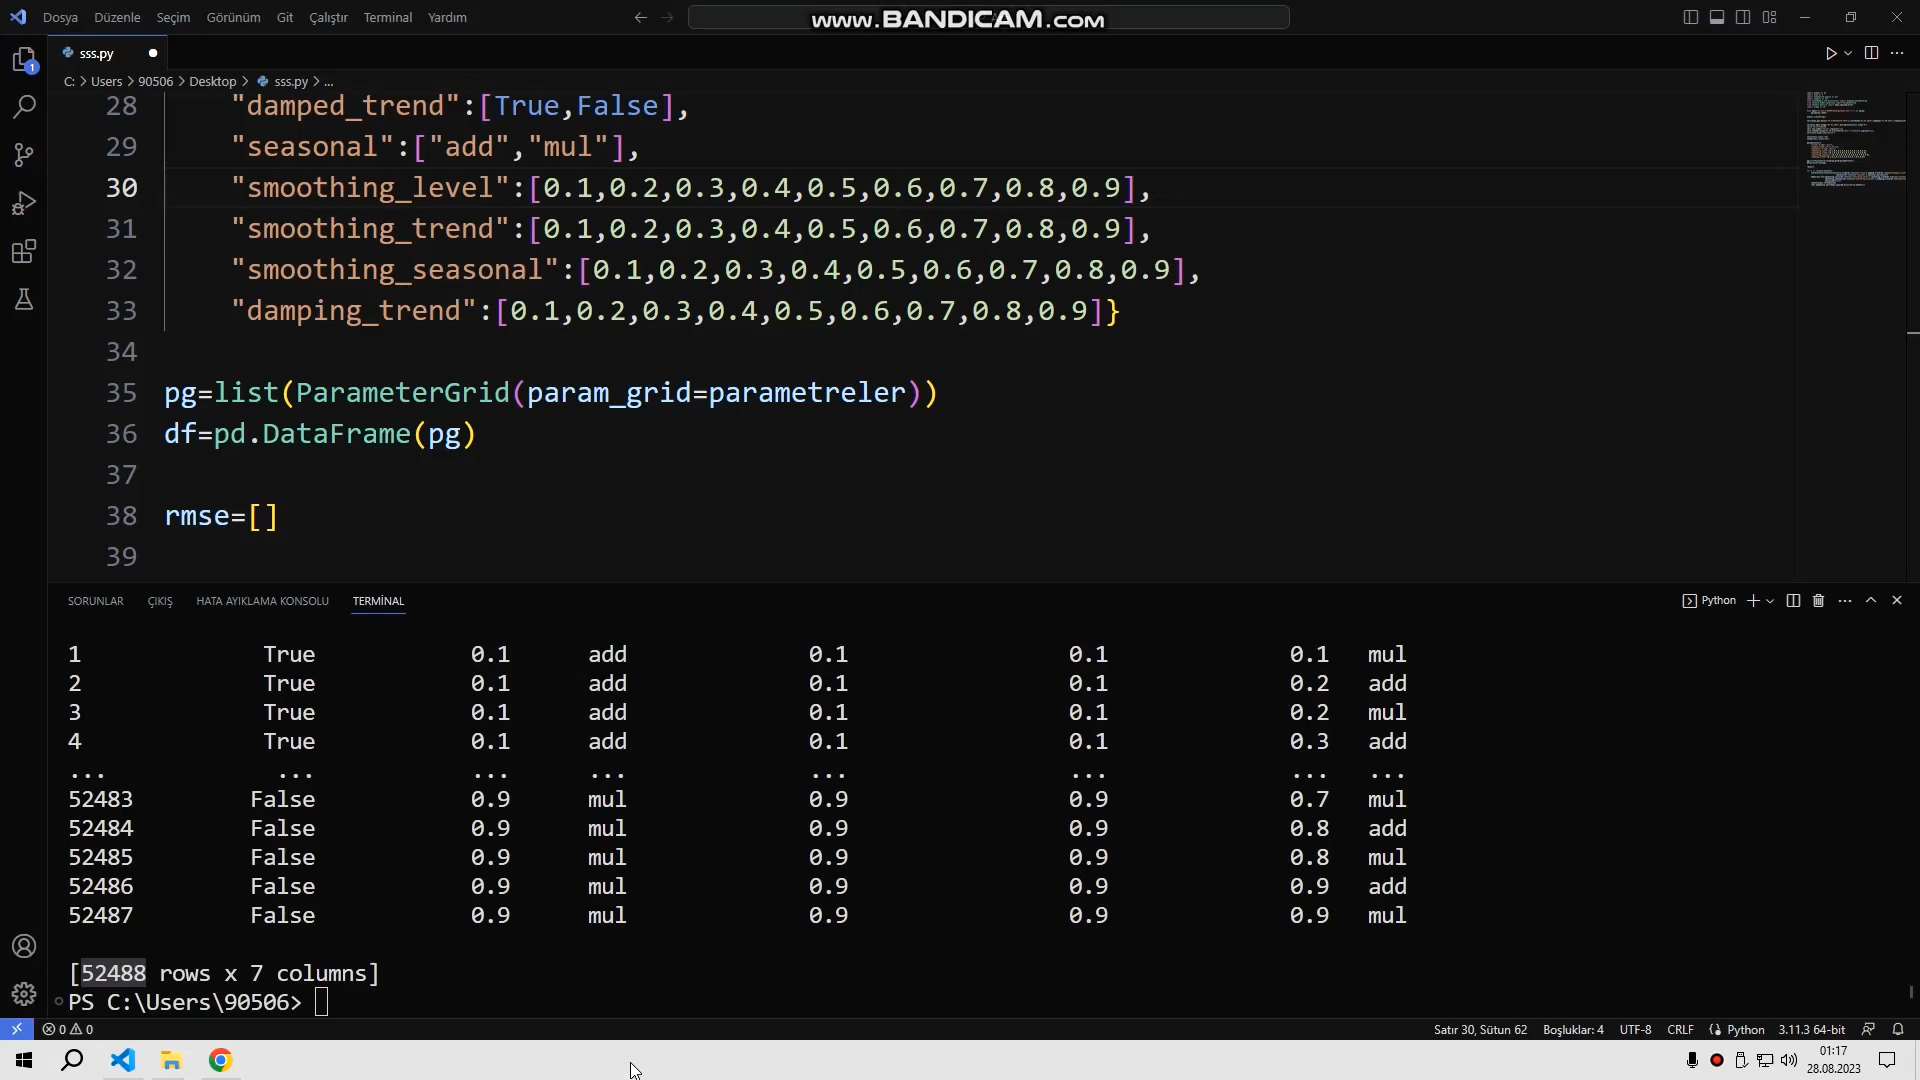 Dosya Düzenle Seçim Görünüm Git Çalıştır Terminal Yardım
www.BANDICAM.com
sss.py
C: > Users > 90506 > Desktop > sss.py > ...
28 "damped_trend":[True,False],
29 "seasonal":["add","mul"],
30 "smoothing_level":[0.1,0.2,0.3,0.4,0.5,0.6,0.7,0.8,0.9],
31 "smoothing_trend":[0.1,0.2,0.3,0.4,0.5,0.6,0.7,0.8,0.9],
32 "smoothing_seasonal":[0.1,0.2,0.3,0.4,0.5,0.6,0.7,0.8,0.9],
33 "damping_trend":[0.1,0.2,0.3,0.4,0.5,0.6,0.7,0.8,0.9]}
34
35 pg=list(ParameterGrid(param_grid=parametreler))
36 df=pd.DataFrame(pg)
37
38 rmse=[]
39
SORUNLAR ÇIKIŞ HATA AYIKLAMA KONSOLU TERMİNAL
Python
1 True 0.1 add 0.1 0.1 0.1 mul
2 True 0.1 add 0.1 0.1 0.2 add
3 True 0.1 add 0.1 0.1 0.2 mul
4 True 0.1 add 0.1 0.1 0.3 add
... ... ... ... ... ... ... ...
52483 False 0.9 mul 0.9 0.9 0.7 mul
52484 False 0.9 mul 0.9 0.9 0.8 add
52485 False 0.9 mul 0.9 0.9 0.8 mul
52486 False 0.9 mul 0.9 0.9 0.9 add
52487 False 0.9 mul 0.9 0.9 0.9 mul
[52488 rows x 7 columns]
PS C:\Users\90506>
0 0 Satır 30, Sütun 62 Boşluklar: 4 UTF-8 CRLF Python 3.11.3 64-bit
01:17
28.08.2023